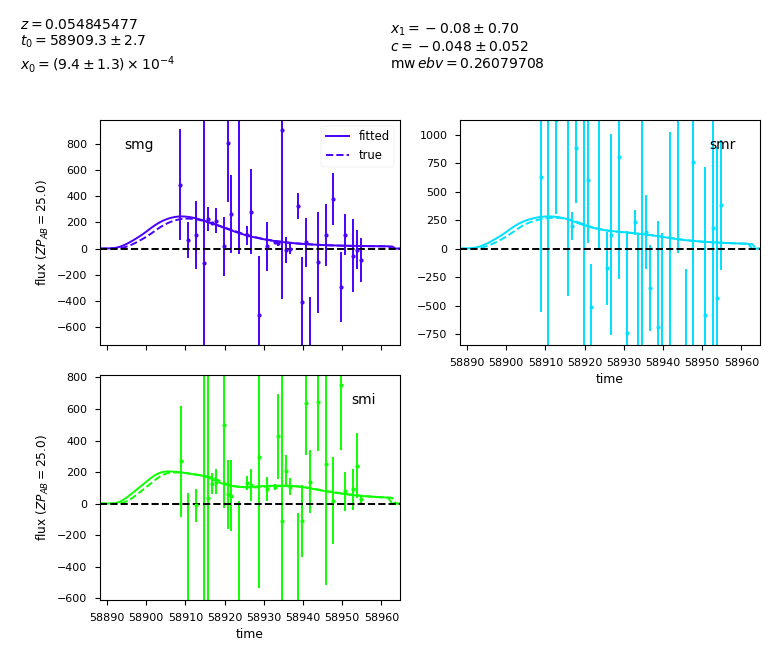 z = 0.054845477
t₀ = 58909.3 ± 2.7
x₀ = (9.4 ± 1.3) × 10⁻⁴
x₁ = −0.08 ± 0.70
c = −0.048 ± 0.052
mw ebv = 0.26079708
smg
fitted
true
800
600
400
200
0
−200
−400
−600
flux (ZP_AB = 25.0)
smr
1000
750
500
250
0
−250
−500
−750
58890 58900 58910 58920 58930 58940 58950 58960
time
smi
800
600
400
200
0
−200
−400
−600
flux (ZP_AB = 25.0)
58890 58900 58910 58920 58930 58940 58950 58960
time